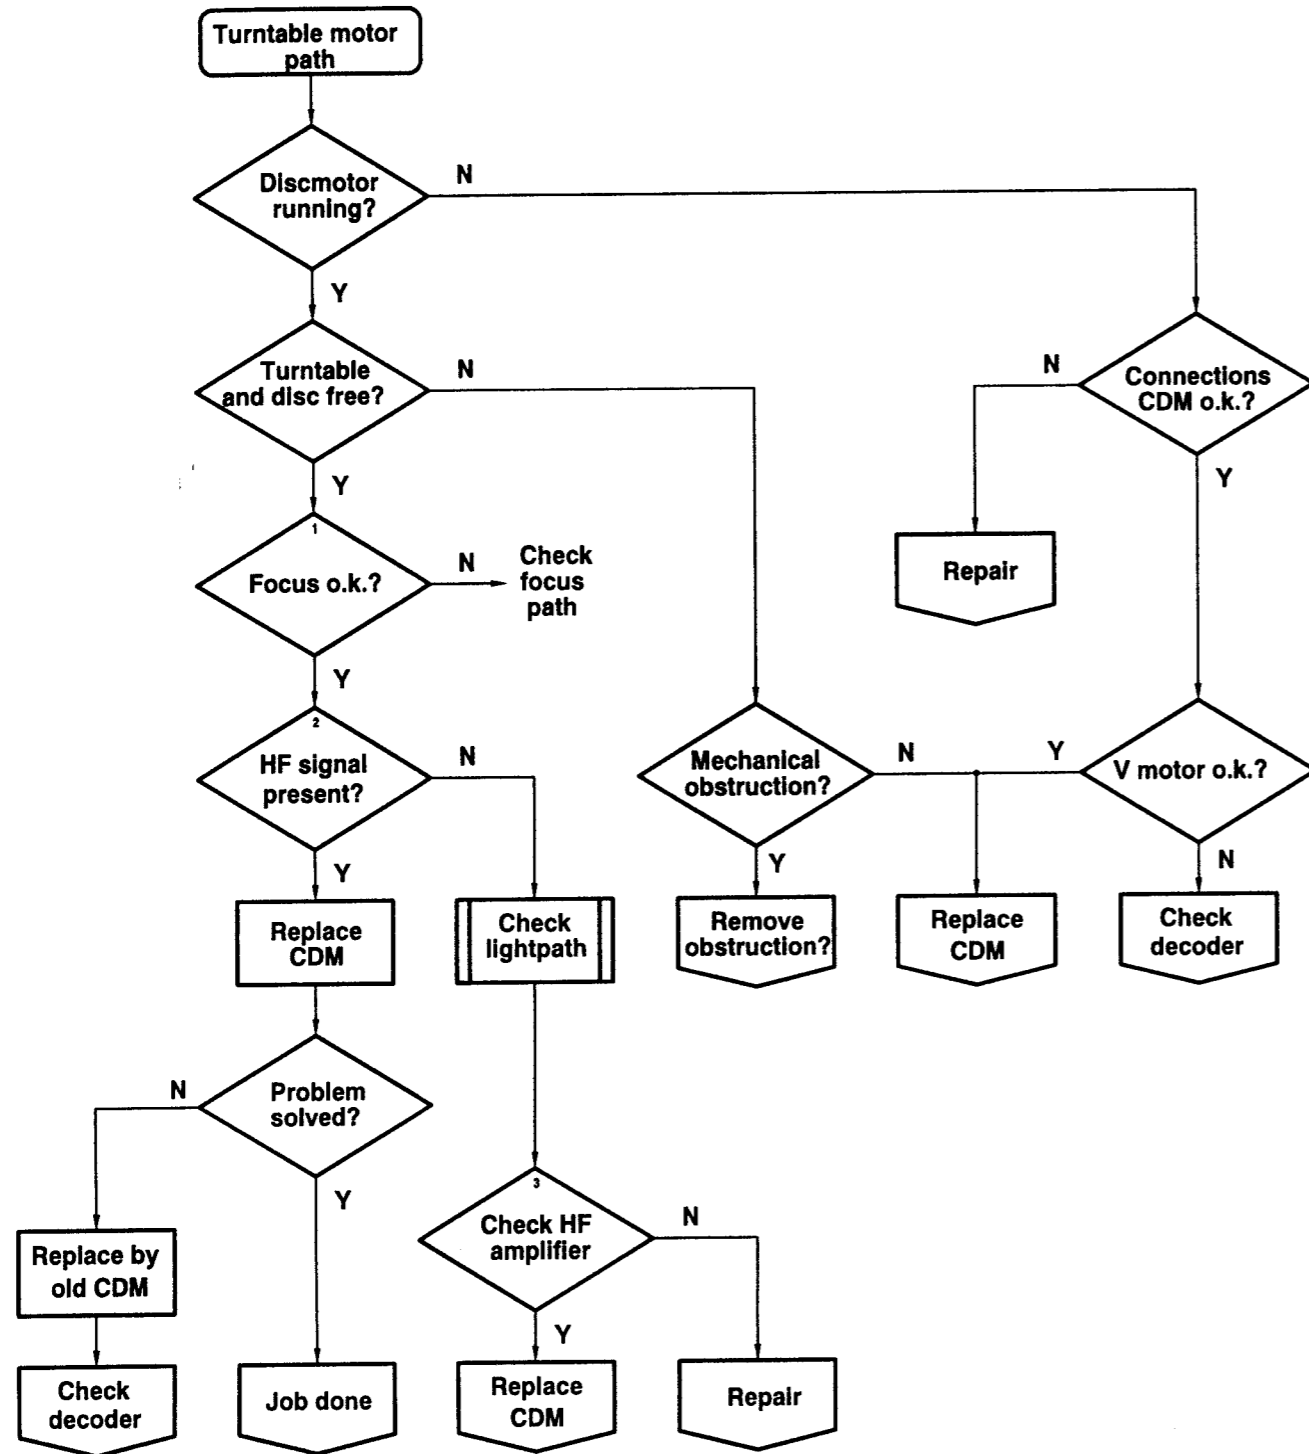 Turntable motor
path
Discmotor
running?
N
Y
Turntable
and disc free?
N
Y
Connections
CDM o.k.?
N
Y
Repair
1
Focus o.k.?
N
Check
focus
path
Y
2
HF signal
present?
N
Y
Mechanical
obstruction?
N
Y
V motor o.k.?
Y
N
Replace
CDM
Check
lightpath
Remove
obstruction?
Replace
CDM
Check
decoder
Problem
solved?
N
Y
3
Check HF
amplifier
N
Y
Replace by
old CDM
Check
decoder
Job done
Replace
CDM
Repair